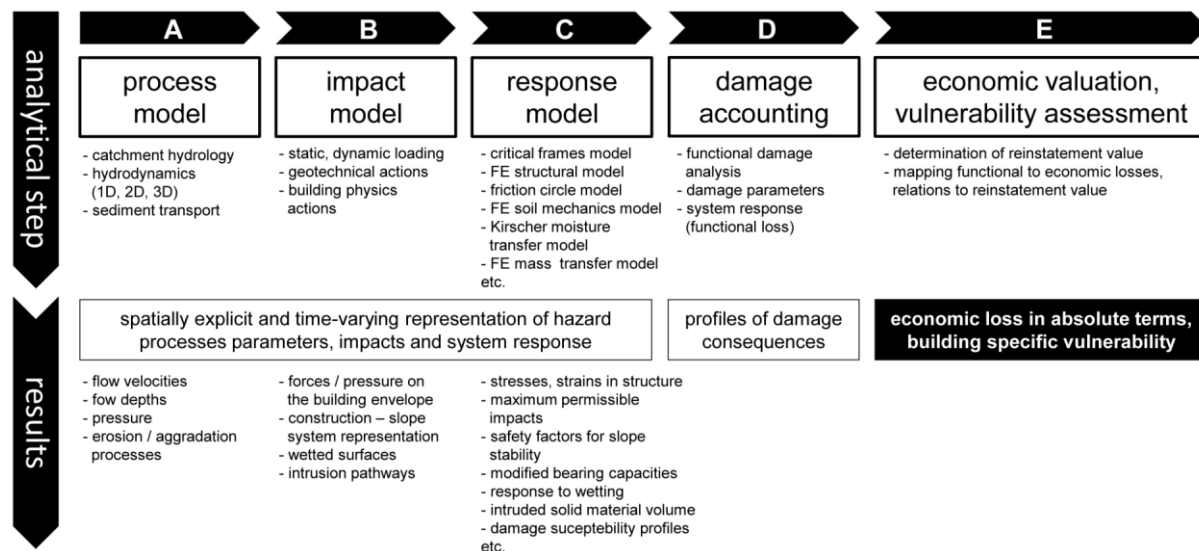 A
B
C
D
E
analytical step
process
model
impact
model
response
model
damage
accounting
economic valuation,
vulnerability assessment
- catchment hydrology
- hydrodynamics
(1D, 2D, 3D)
- sediment transport
- static, dynamic loading
- geotechnical actions
- building physics
actions
- critical frames model
- FE structural model
- friction circle model
- FE soil mechanics model
- Kirscher moisture
transfer model
- FE mass transfer model
etc.
- functional damage
analysis
- damage parameters
- system response
(functional loss)
- determination of reinstatement value
- mapping functional to economic losses,
relations to reinstatement value
results
spatially explicit and time-varying representation of hazard
processes parameters, impacts and system response
profiles of damage
consequences
economic loss in absolute terms,
building specific vulnerability
- flow velocities
- fow depths
- pressure
- erosion / aggradation
processes
- forces / pressure on
the building envelope
- construction – slope
system representation
- wetted surfaces
- intrusion pathways
- stresses, strains in structure
- maximum permissible
impacts
- safety factors for slope
stability
- modified bearing capacities
- response to wetting
- intruded solid material volume
- damage suceptebility profiles
etc.